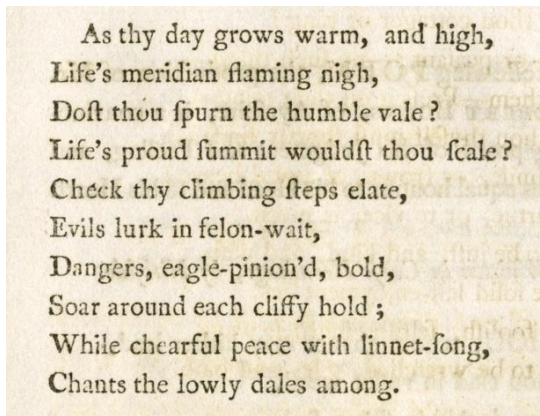 As thy day grows warm, and high,
Life's meridian flaming nigh,
Doſt thou ſpurn the humble vale?
Life's proud ſummit wouldſt thou ſcale?
Check thy climbing ſteps elate,
Evils lurk in felon-wait,
Dangers, eagle-pinion'd, bold,
Soar around each cliffy hold;
While chearful peace with linnet-ſong,
Chants the lowly dales among.